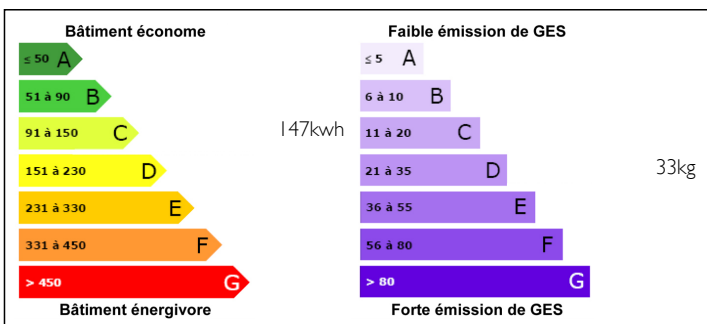 Bâtiment économe
≤ 50 A
51 à 90 B
91 à 150 C
151 à 230 D
231 à 330 E
331 à 450 F
> 450 G
Bâtiment énergivore
147kwh
Faible émission de GES
≤ 5 A
6 à 10 B
11 à 20 C
21 à 35 D
36 à 55 E
56 à 80 F
> 80 G
Forte émission de GES
33kg